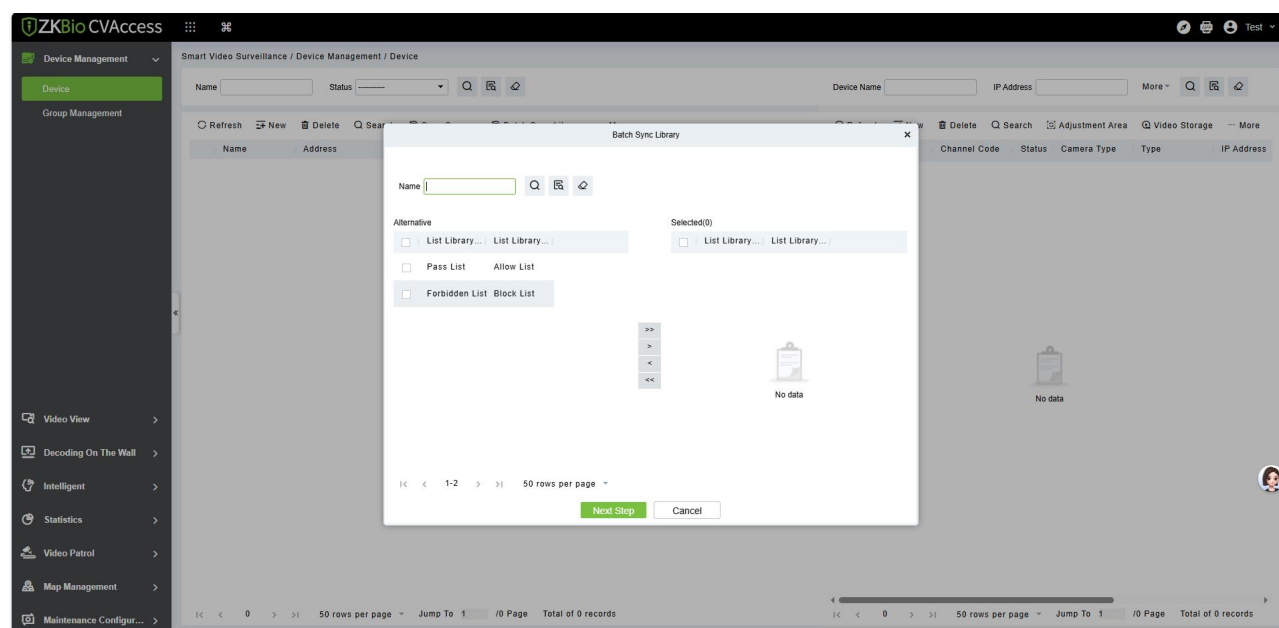 ZKBio CVAccess
Test
Device Management
Device
Group Management
Video View
Decoding On The Wall
Intelligent
Statistics
Video Patrol
Map Management
Maintenance Configur...
Smart Video Surveillance / Device Management / Device
Name Status --------- Device Name IP Address More
Refresh New Delete Delete Search Adjustment Area Video Storage ··· More
Name Address Channel Code Status Camera Type Type IP Address
Batch Sync Library
Name
Alternative Selected(0)
List Library... List Library... List Library... List Library...
Pass List Allow List
Forbidden List Block List
>>
>
<
<<
No data
No data
1-2 50 rows per page
Next Step Cancel
0 50 rows per page Jump To 1 /0 Page Total of 0 records
0 50 rows per page Jump To 1 /0 Page Total of 0 records